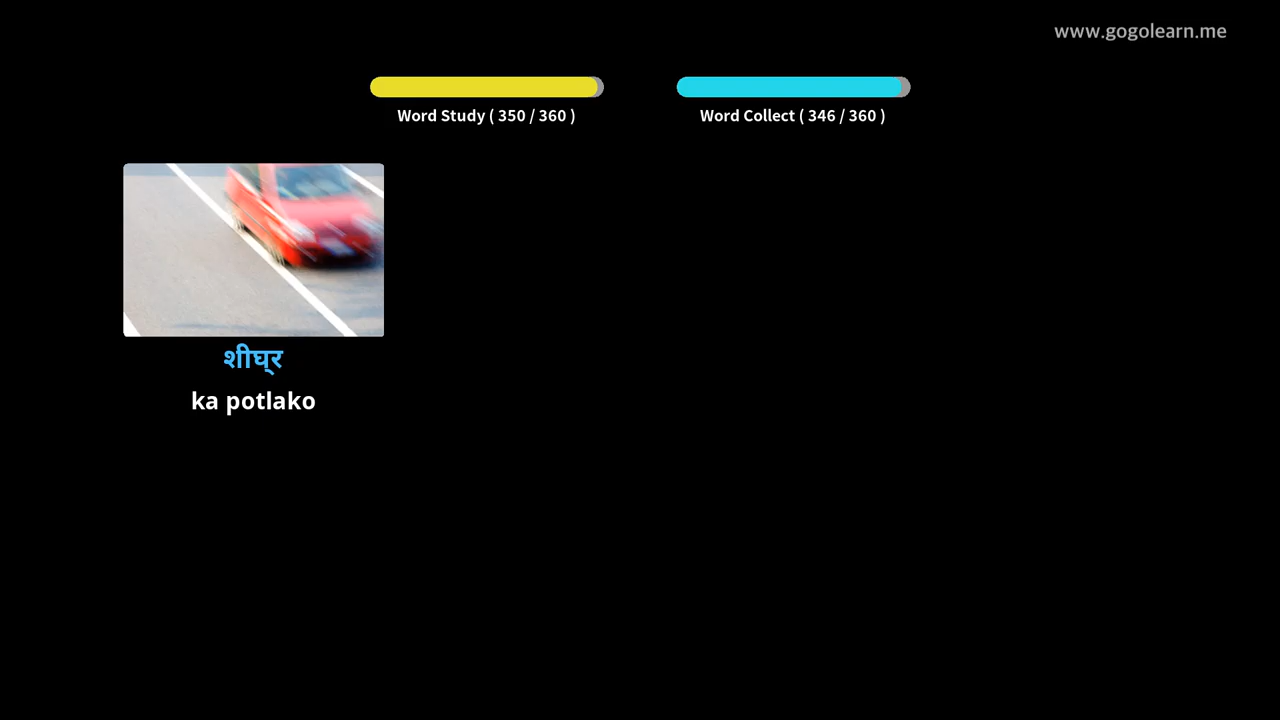 www.gogolearn.me
Word Study ( 350 / 360 )
Word Collect ( 346 / 360 )
शीघ्र
ka potlako